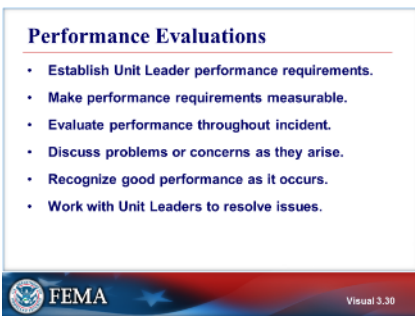 Performance Evaluations
• Establish Unit Leader performance requirements.
• Make performance requirements measurable.
• Evaluate performance throughout incident.
• Discuss problems or concerns as they arise.
• Recognize good performance as it occurs.
• Work with Unit Leaders to resolve issues.
FEMA
Visual 3.30